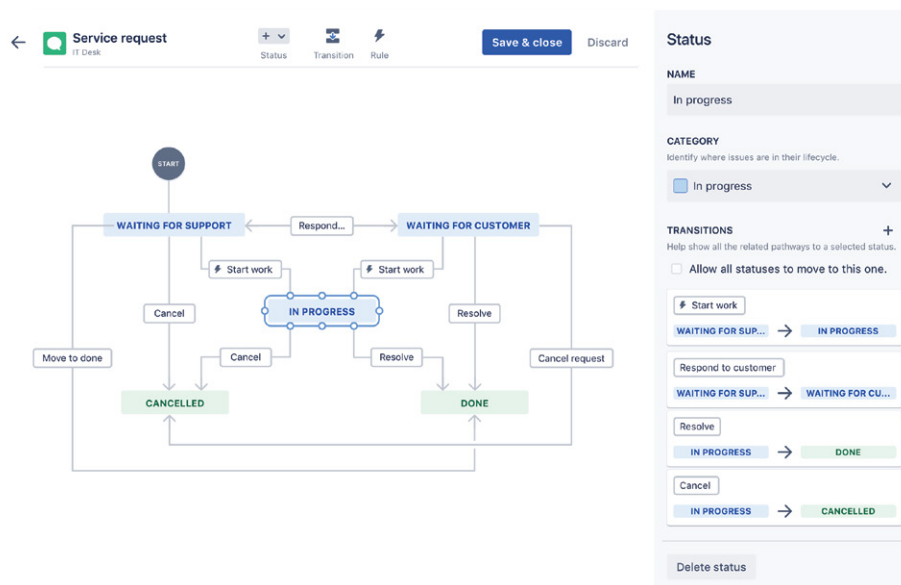 Service request
IT Desk
Status
Transition
Rule
Save & close
Discard
START
WAITING FOR SUPPORT
Respond...
WAITING FOR CUSTOMER
Start work
Start work
IN PROGRESS
Cancel
Resolve
Move to done
Cancel
Resolve
Cancel request
CANCELLED
DONE
Status
NAME
In progress
CATEGORY
Identify where issues are in their lifecycle.
In progress
TRANSITIONS
Help show all the related pathways to a selected status.
Allow all statuses to move to this one.
Start work
WAITING FOR SUP... IN PROGRESS
Respond to customer
WAITING FOR SUP... WAITING FOR CU...
Resolve
IN PROGRESS DONE
Cancel
IN PROGRESS CANCELLED
Delete status